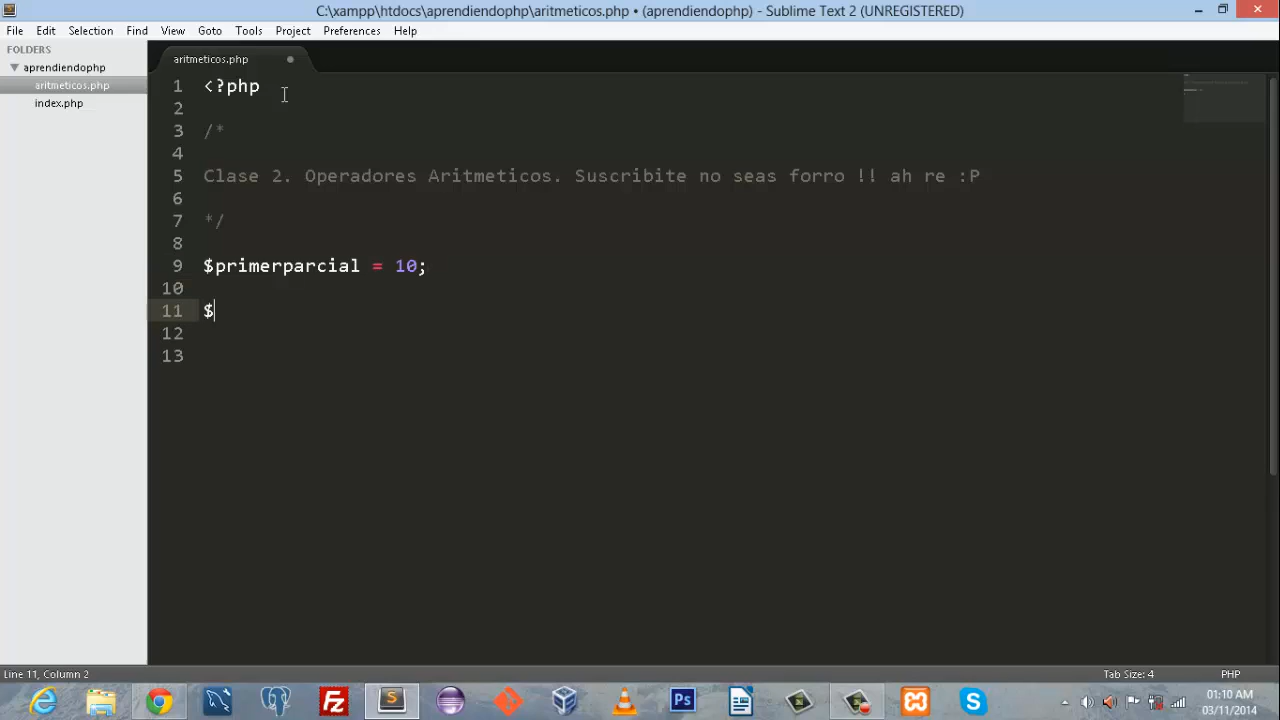 C:\xampp\htdocs\aprendiendophp\aritmeticos.php • (aprendiendophp) - Sublime Text 2 (UNREGISTERED)
File Edit Selection Find View Goto Tools Project Preferences Help
FOLDERS
aprendiendophp
aritmeticos.php
index.php
aritmeticos.php
1 <?php
2
3 /*
4
5 Clase 2. Operadores Aritmeticos. Suscribite no seas forro !! ah re :P
6
7 */
8
9 $primerparcial = 10;
10
11 $
12
13
Line 11, Column 2
Tab Size: 4 PHP
Fz
S
Ps
S
01:10 AM
03/11/2014